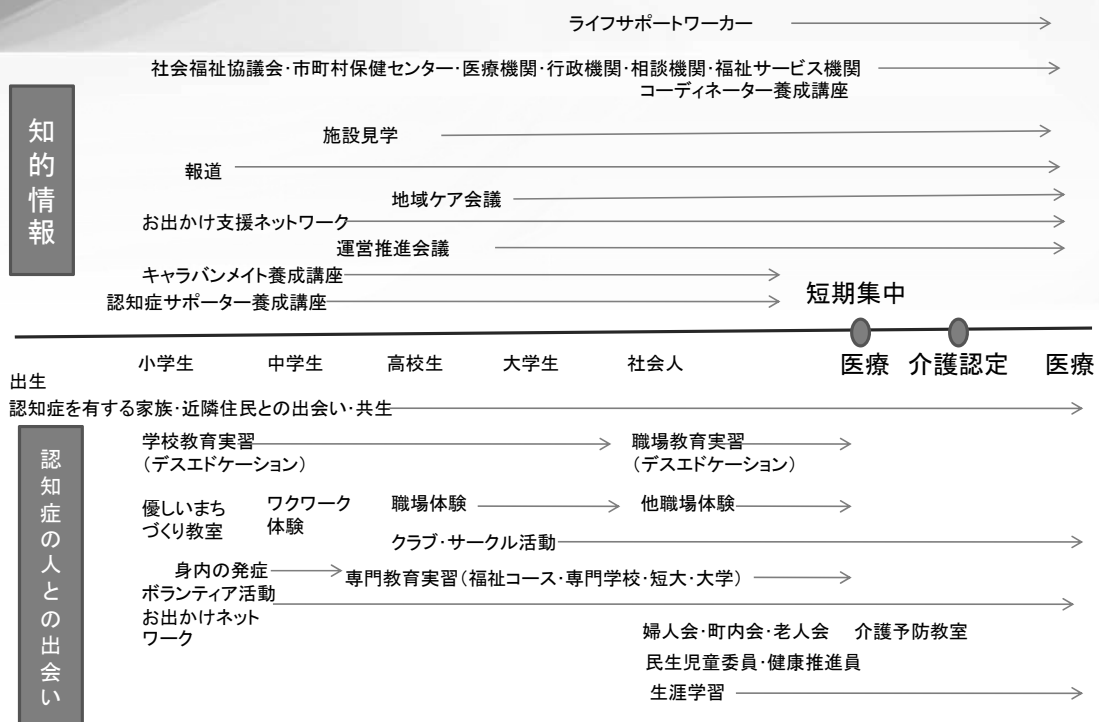 ライフサポートワーカー
社会福祉協議会･市町村保健センター･医療機関･行政機関･相談機関･福祉サービス機関
コーディネーター養成講座
知的情報
施設見学
報道
地域ケア会議
お出かけ支援ネットワーク
運営推進会議
キャラバンメイト養成講座
認知症サポーター養成講座
短期集中
小学生 中学生 高校生 大学生 社会人 医療 介護認定 医療
出生
認知症を有する家族･近隣住民との出会い･共生
認知症の人との出会い
学校教育実習 職場教育実習
(デスエドケーション) (デスエドケーション)
優しいまち ワクワーク 職場体験 他職場体験
づくり教室 体験
クラブ･サークル活動
身内の発症 専門教育実習(福祉コース･専門学校･短大･大学)
ボランティア活動
お出かけネット
ワーク
婦人会･町内会･老人会 介護予防教室
民生児童委員･健康推進員
生涯学習